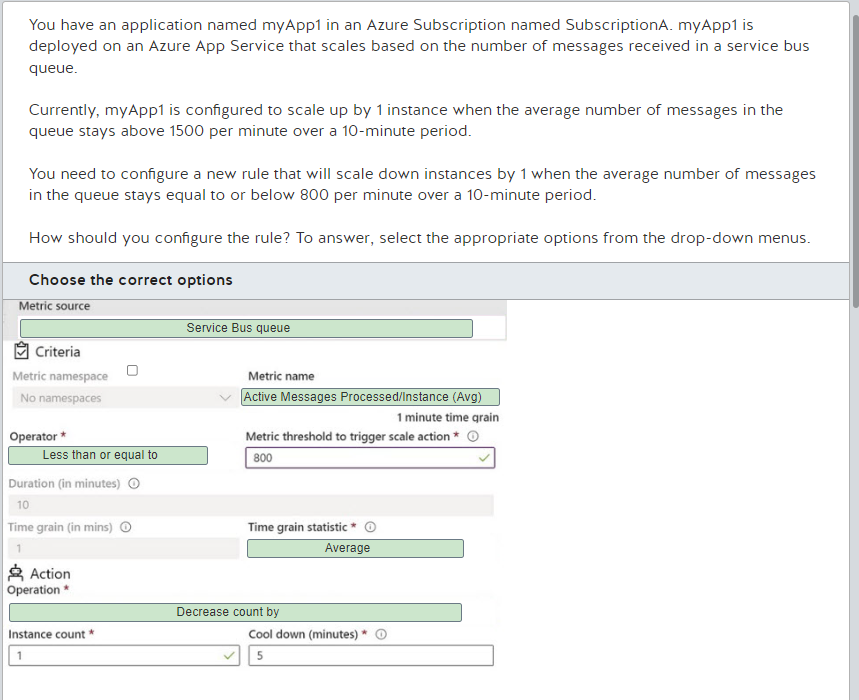 You have an application named myApp1 in an Azure Subscription named SubscriptionA. myApp1 is
deployed on an Azure App Service that scales based on the number of messages received in a service bus
queue.
Currently, myApp1 is configured to scale up by 1 instance when the average number of messages in the
queue stays above 1500 per minute over a 10-minute period.
You need to configure a new rule that will scale down instances by 1 when the average number of messages
in the queue stays equal to or below 800 per minute over a 10-minute period.
How should you configure the rule? To answer, select the appropriate options from the drop-down menus.
Choose the correct options
Metric source
Service Bus queue
Criteria
Metric namespace
Metric name
No namespaces
Active Messages Processed/Instance (Avg)
1 minute time grain
Operator *
Metric threshold to trigger scale action *
Less than or equal to
800
Duration (in minutes)
10
Time grain (in mins)
Time grain statistic *
1
Average
Action
Operation *
Decrease count by
Instance count *
Cool down (minutes) *
1
5